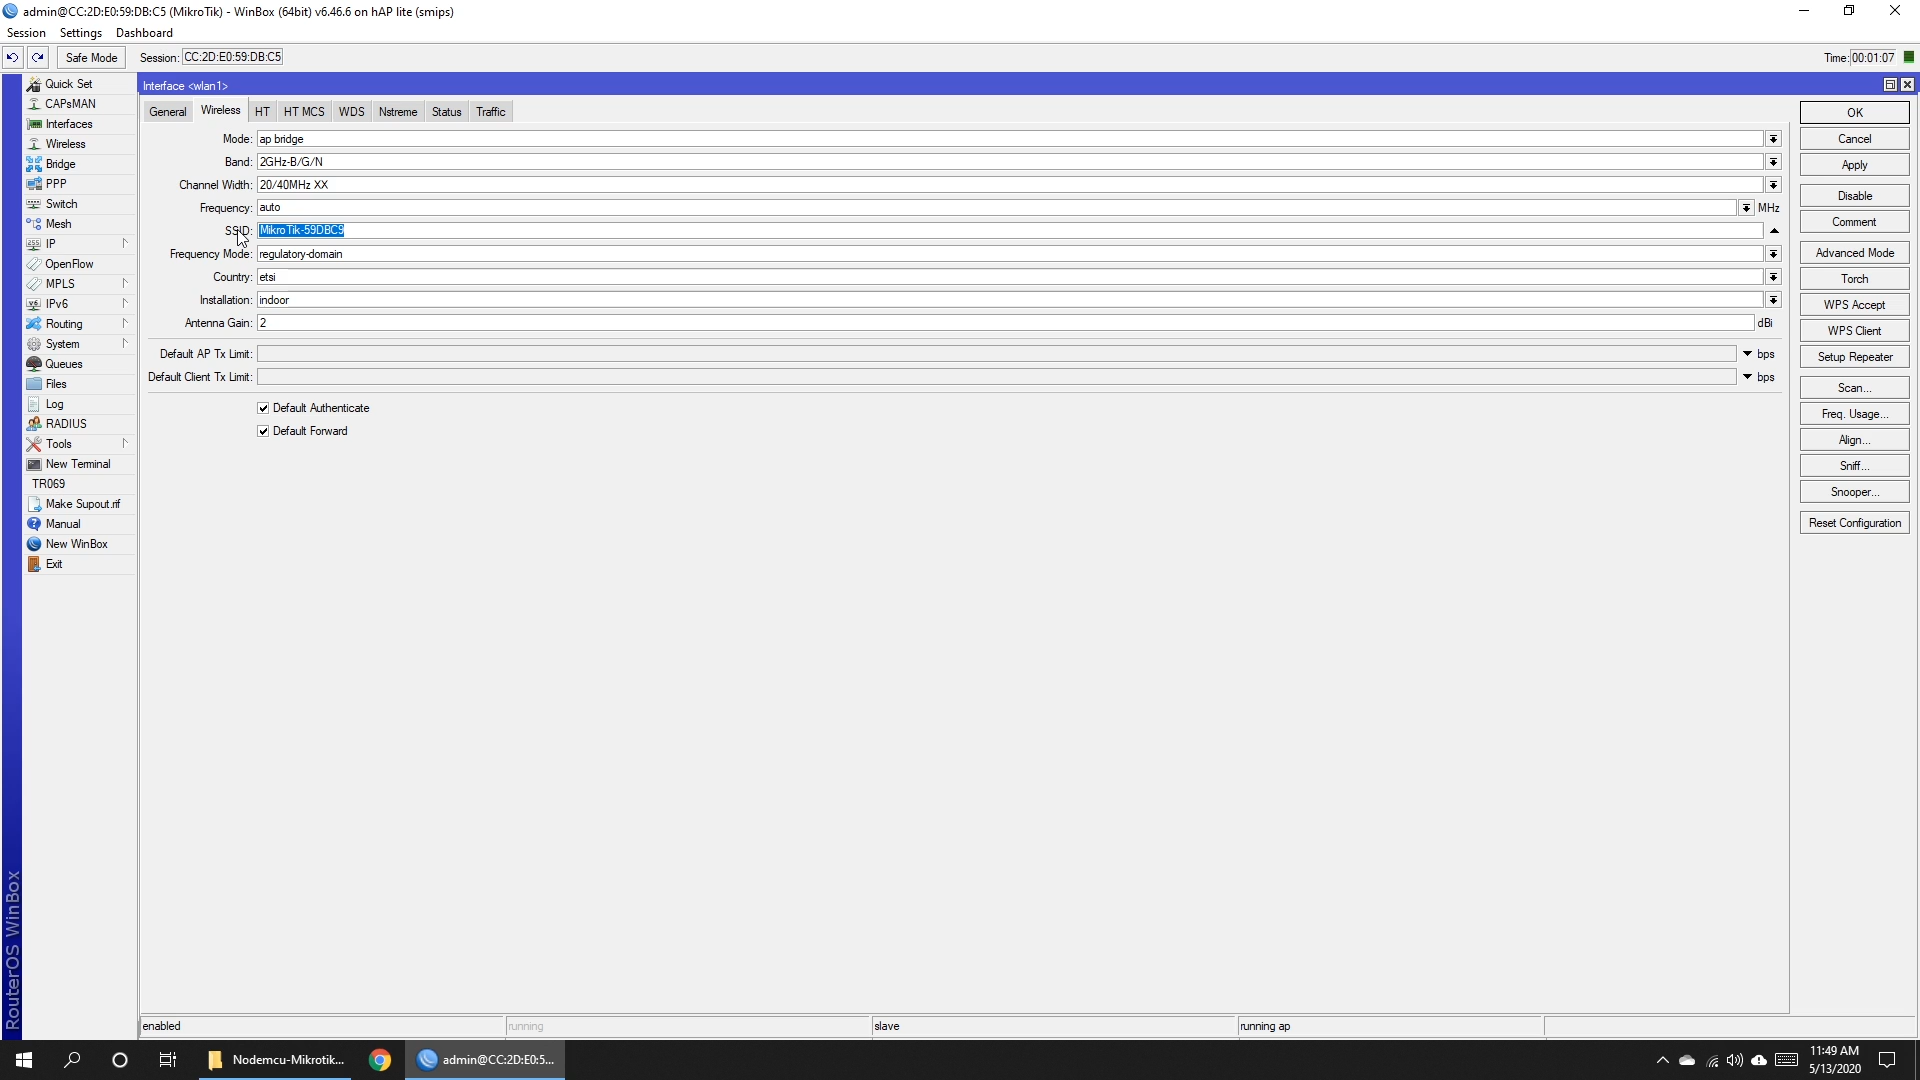 admin@CC:2D:E0:59:DB:C5 (MikroTik) - WinBox (64bit) v6.46.6 on hAP lite (smips)
Session Settings Dashboard
Safe Mode Session: CC:2D:E0:59:DB:C5 Time: 00:01:07
Quick Set
CAPsMAN
Interfaces
Wireless
Bridge
PPP
Switch
Mesh
IP
OpenFlow
MPLS
IPv6
Routing
System
Queues
Files
Log
RADIUS
Tools
New Terminal
TR069
Make Supout.rif
Manual
New WinBox
Exit
RouterOS WinBox
Interface <wlan1>
General Wireless HT HT MCS WDS Nstreme Status Traffic
Mode: ap bridge
Band: 2GHz-B/G/N
Channel Width: 20/40MHz XX
Frequency: auto MHz
SSID: MikroTik-59DBC9
Frequency Mode: regulatory-domain
Country: etsi
Installation: indoor
Antenna Gain: 2 dBi
Default AP Tx Limit: bps
Default Client Tx Limit: bps
Default Authenticate
Default Forward
OK
Cancel
Apply
Disable
Comment
Advanced Mode
Torch
WPS Accept
WPS Client
Setup Repeater
Scan...
Freq. Usage...
Align...
Sniff...
Snooper...
Reset Configuration
enabled running slave running ap
Nodemcu-Mikrotik... admin@CC:2D:E0:5...
11:49 AM
5/13/2020